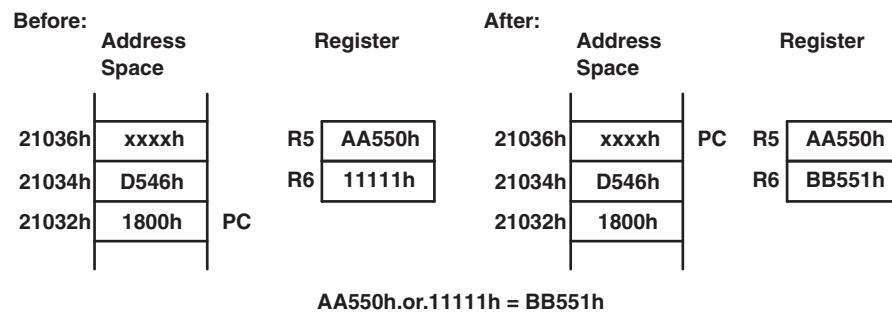 Before:
Address Space
Register
21036h xxxxh
21034h D546h
21032h 1800h PC
R5 AA550h
R6 11111h
After:
Address Space
Register
21036h xxxxh PC
21034h D546h
21032h 1800h
R5 AA550h
R6 BB551h
AA550h.or.11111h = BB551h